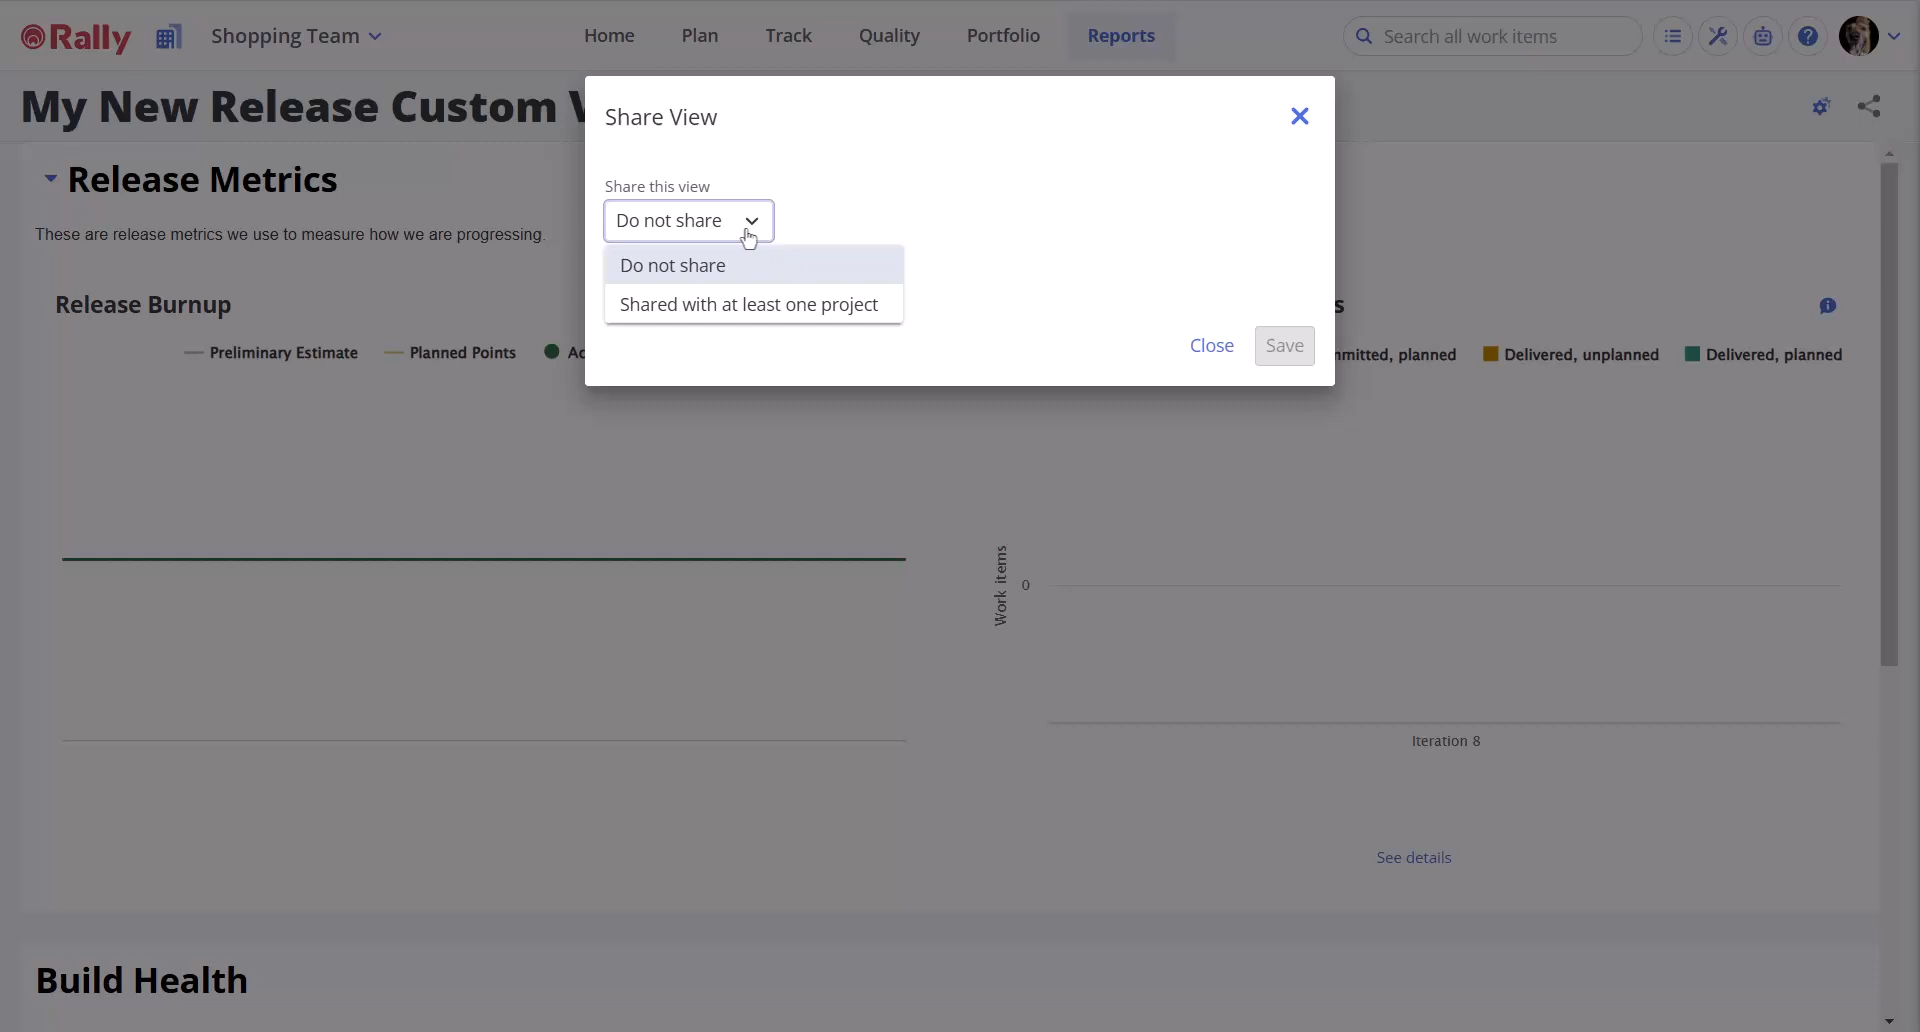 Rally
Shopping Team
Home
Plan
Track
Quality
Portfolio
Reports
Search all work items
My New Release Custom
Share View
Share this view
Do not share
Do not share
Shared with at least one project
Close
Save
Release Metrics
These are release metrics we use to measure how we are progressing.
Release Burnup
s
Preliminary Estimate
Planned Points
Ac
mitted, planned
Delivered, unplanned
Delivered, planned
Work items
0
Iteration 8
See details
Build Health